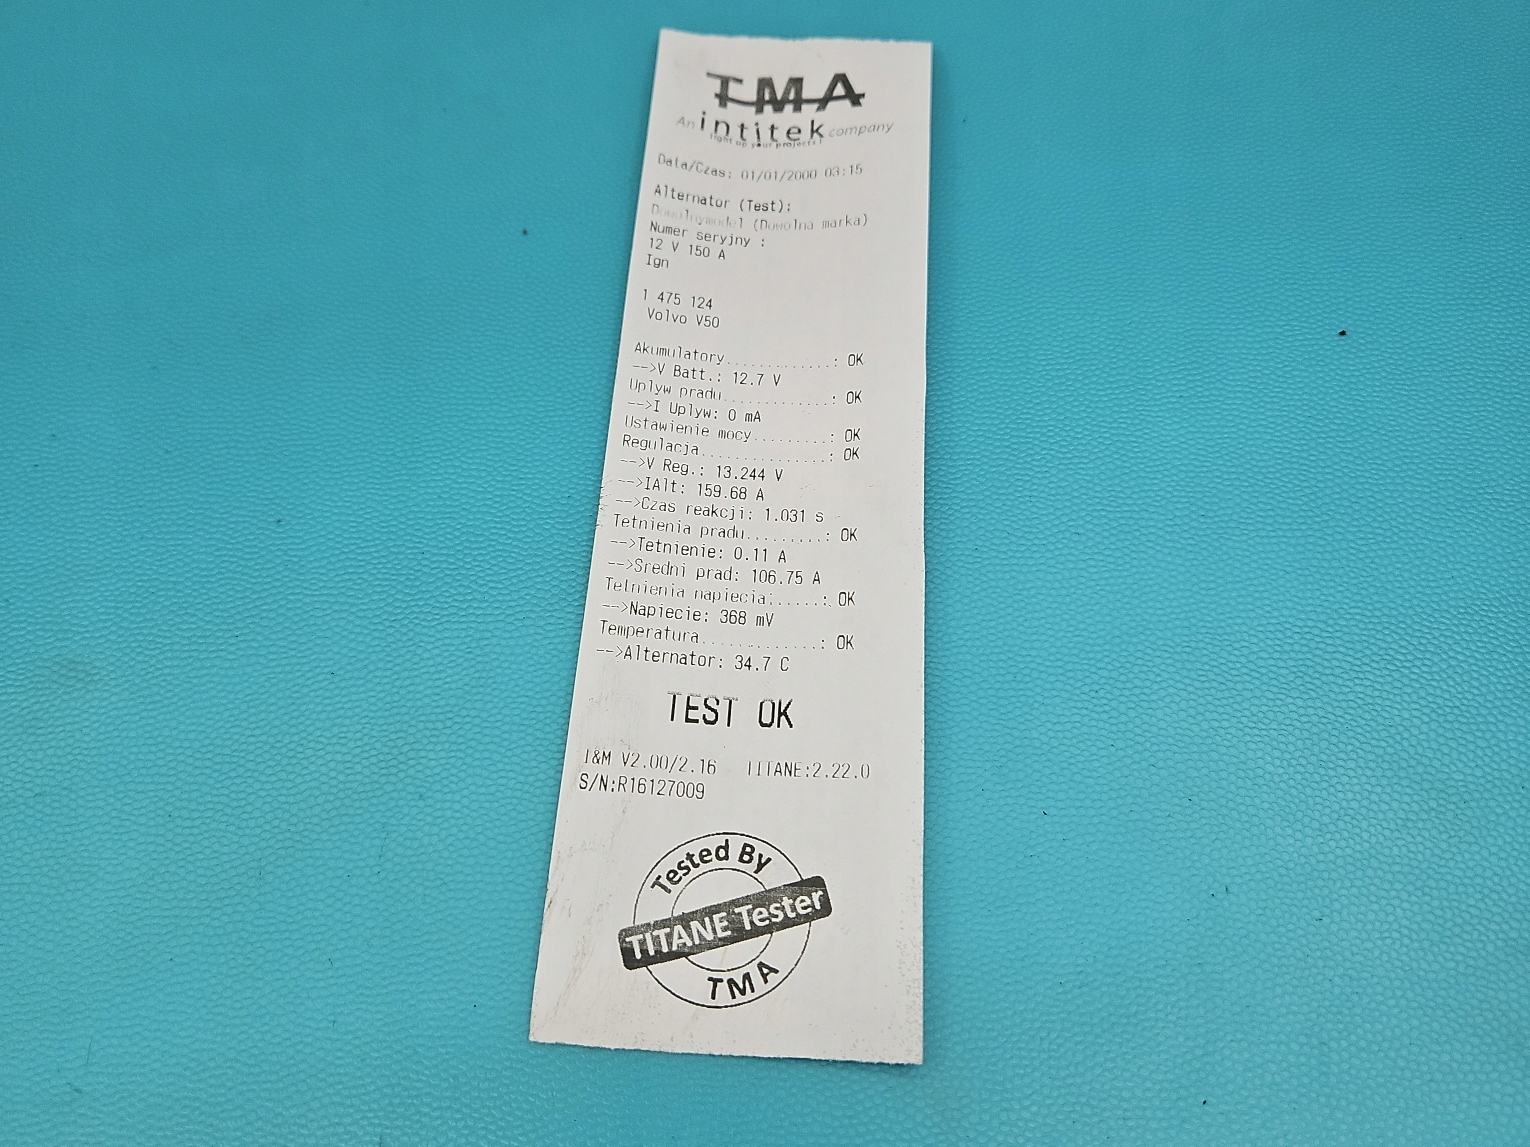 TMA
An intitek company
light up your projects !
Data/Czas: 01/01/2000 03:15
Alternator (Test):
Dowolnymodel (Dowolna marka)
Numer seryjny :
12 V 150 A
Ign
1 475 124
Volvo V50
Akumulatory.............: OK
-->V Batt.: 12.7 V
Uplyw pradu.............: OK
-->I Uplyw: 0 mA
Ustawienie mocy.........: OK
Regulacja...............: OK
-->V Reg.: 13.244 V
-->IAlt: 159.68 A
-->Czas reakcji: 1.031 s
Tetnienia pradu.........: OK
-->Tetnienie: 0.11 A
-->Sredni prad: 106.75 A
Tetnienia napiecia:.....: OK
-->Napiecie: 368 mV
Temperatura.............: OK
-->Alternator: 34.7 C
TEST OK
I&M V2.00/2.16 TITANE:2.22.0
S/N:R16127009
Tested By
TITANE Tester
TMA